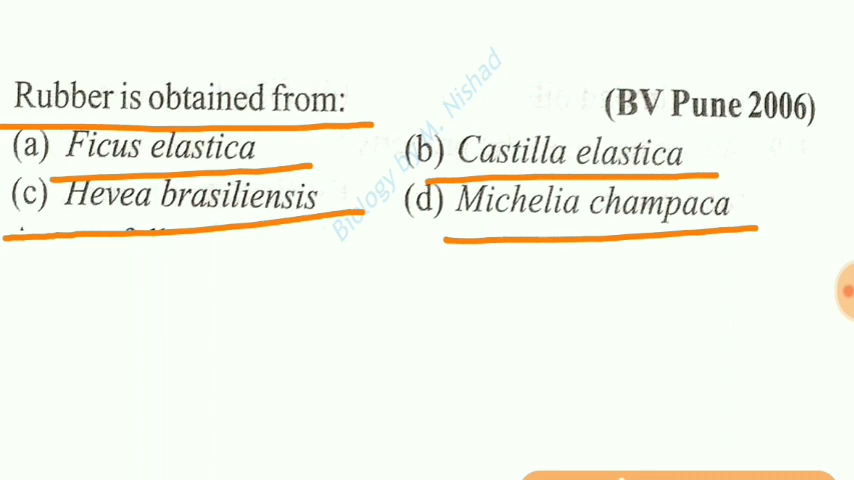 Rubber is obtained from: (BV Pune 2006)
(a) Ficus elastica (b) Castilla elastica
(c) Hevea brasiliensis (d) Michelia champaca
Biology by M. Nishad